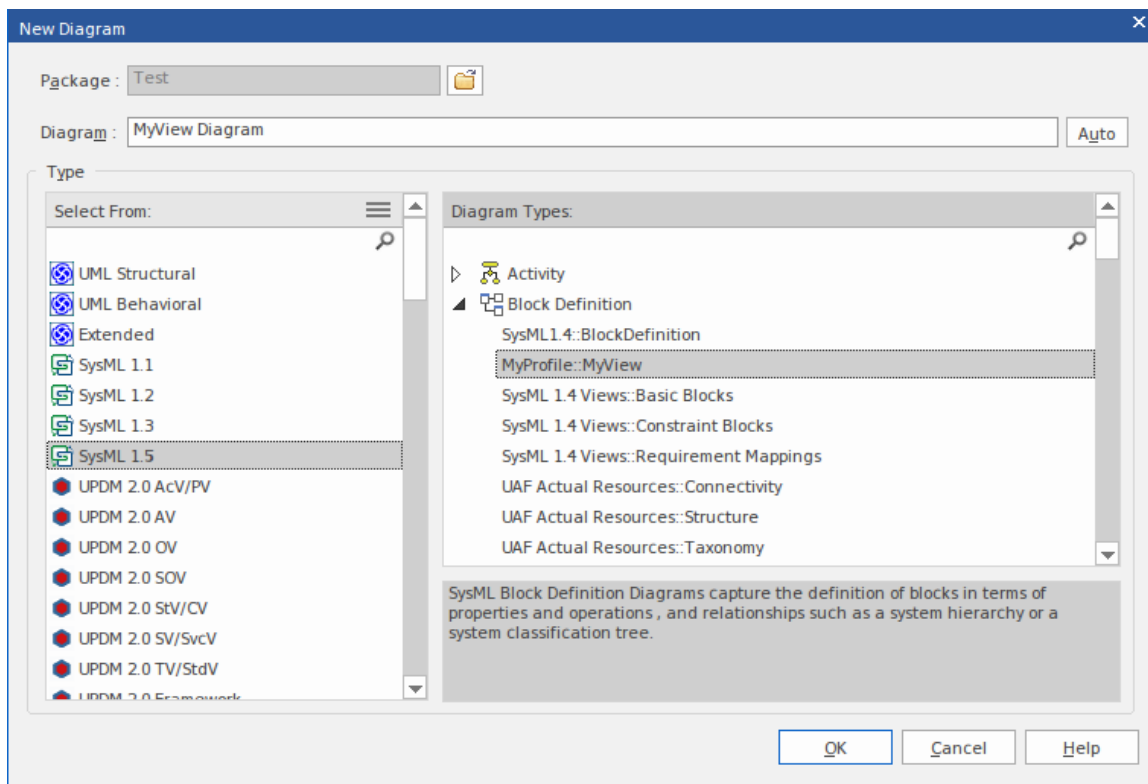 New Diagram
Package :
Test
Diagram :
MyView Diagram
Auto
Type
Select From:
UML Structural
UML Behavioral
Extended
SysML 1.1
SysML 1.2
SysML 1.3
SysML 1.5
UPDM 2.0 AcV/PV
UPDM 2.0 AV
UPDM 2.0 OV
UPDM 2.0 SOV
UPDM 2.0 StV/CV
UPDM 2.0 SV/SvcV
UPDM 2.0 TV/StdV
UPDM 2.0 Framework
Diagram Types:
Activity
Block Definition
SysML1.4::BlockDefinition
MyProfile::MyView
SysML 1.4 Views::Basic Blocks
SysML 1.4 Views::Constraint Blocks
SysML 1.4 Views::Requirement Mappings
UAF Actual Resources::Connectivity
UAF Actual Resources::Structure
UAF Actual Resources::Taxonomy
SysML Block Definition Diagrams capture the definition of blocks in terms of
properties and operations , and relationships such as a system hierarchy or a
system classification tree.
OK
Cancel
Help